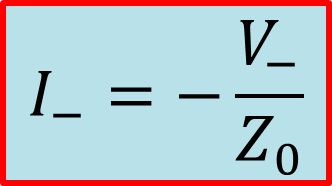 I₋ = − V₋ / Z₀